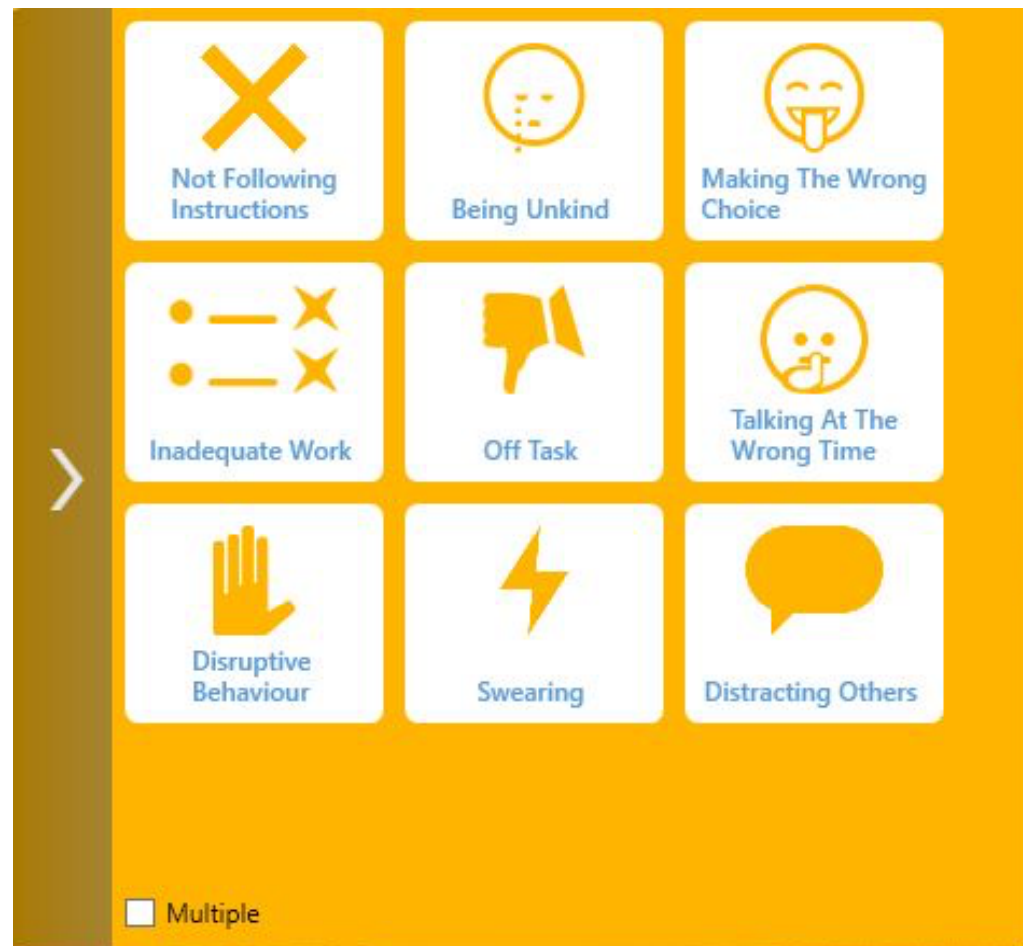 Not Following
Instructions
Being Unkind
Making The Wrong
Choice
Inadequate Work
Off Task
Talking At The
Wrong Time
Disruptive
Behaviour
Swearing
Distracting Others
Multiple